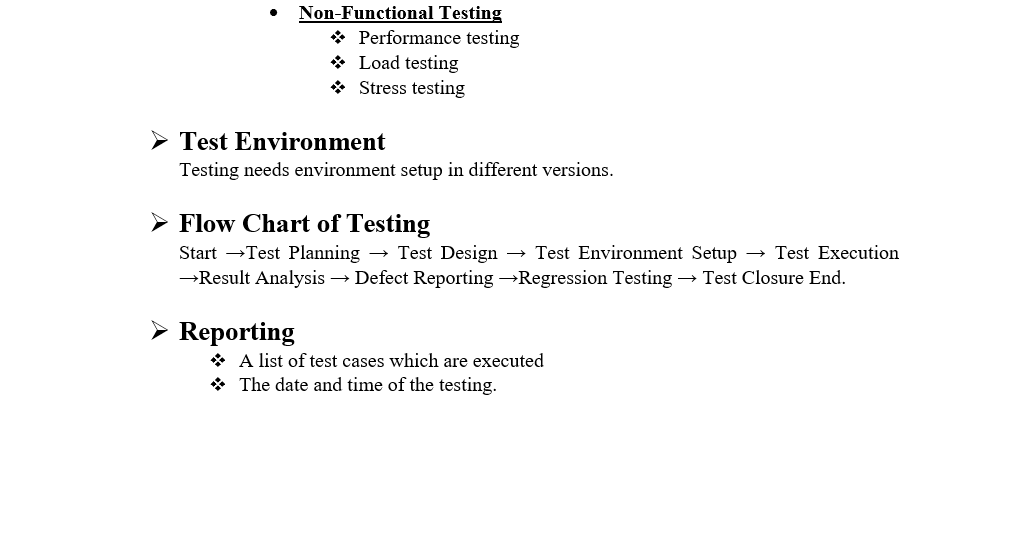 • Non-Functional Testing
❖ Performance testing
❖ Load testing
❖ Stress testing
➢ Test Environment
Testing needs environment setup in different versions.
➢ Flow Chart of Testing
Start →Test Planning → Test Design → Test Environment Setup → Test Execution
→Result Analysis → Defect Reporting →Regression Testing → Test Closure End.
➢ Reporting
❖ A list of test cases which are executed
❖ The date and time of the testing.